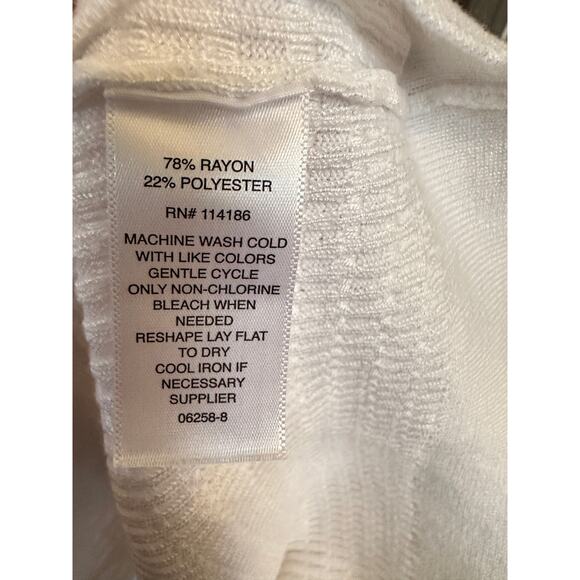 78% RAYON
22% POLYESTER
RN# 114186
MACHINE WASH COLD
WITH LIKE COLORS
GENTLE CYCLE
ONLY NON-CHLORINE
BLEACH WHEN
NEEDED
RESHAPE LAY FLAT
TO DRY
COOL IRON IF
NECESSARY
SUPPLIER
06258-8